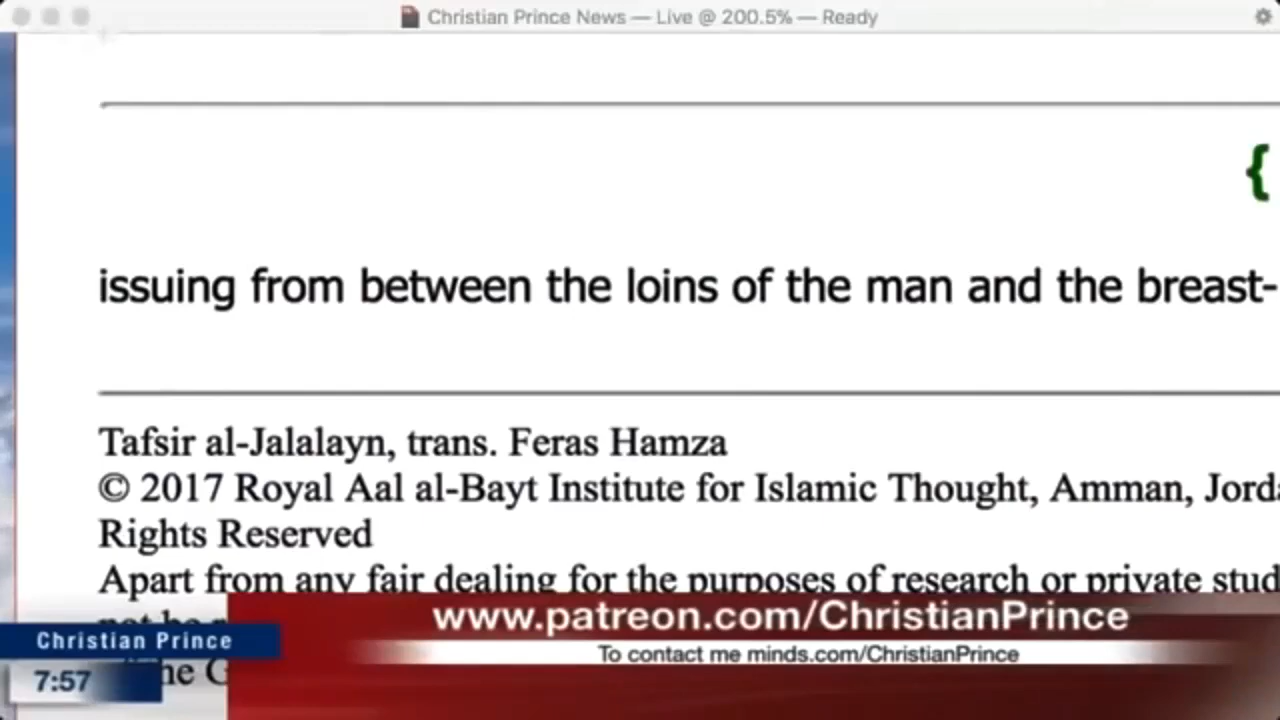 Christian Prince News — Live @ 200.5% — Ready
{
issuing from between the loins of the man and the breast-
Tafsir al-Jalalayn, trans. Feras Hamza
© 2017 Royal Aal al-Bayt Institute for Islamic Thought, Amman, Jord
Rights Reserved
Apart from any fair dealing for the purposes of research or private stud
www.patreon.com/ChristianPrince
Christian Prince
To contact me minds.com/ChristianPrince
7:57